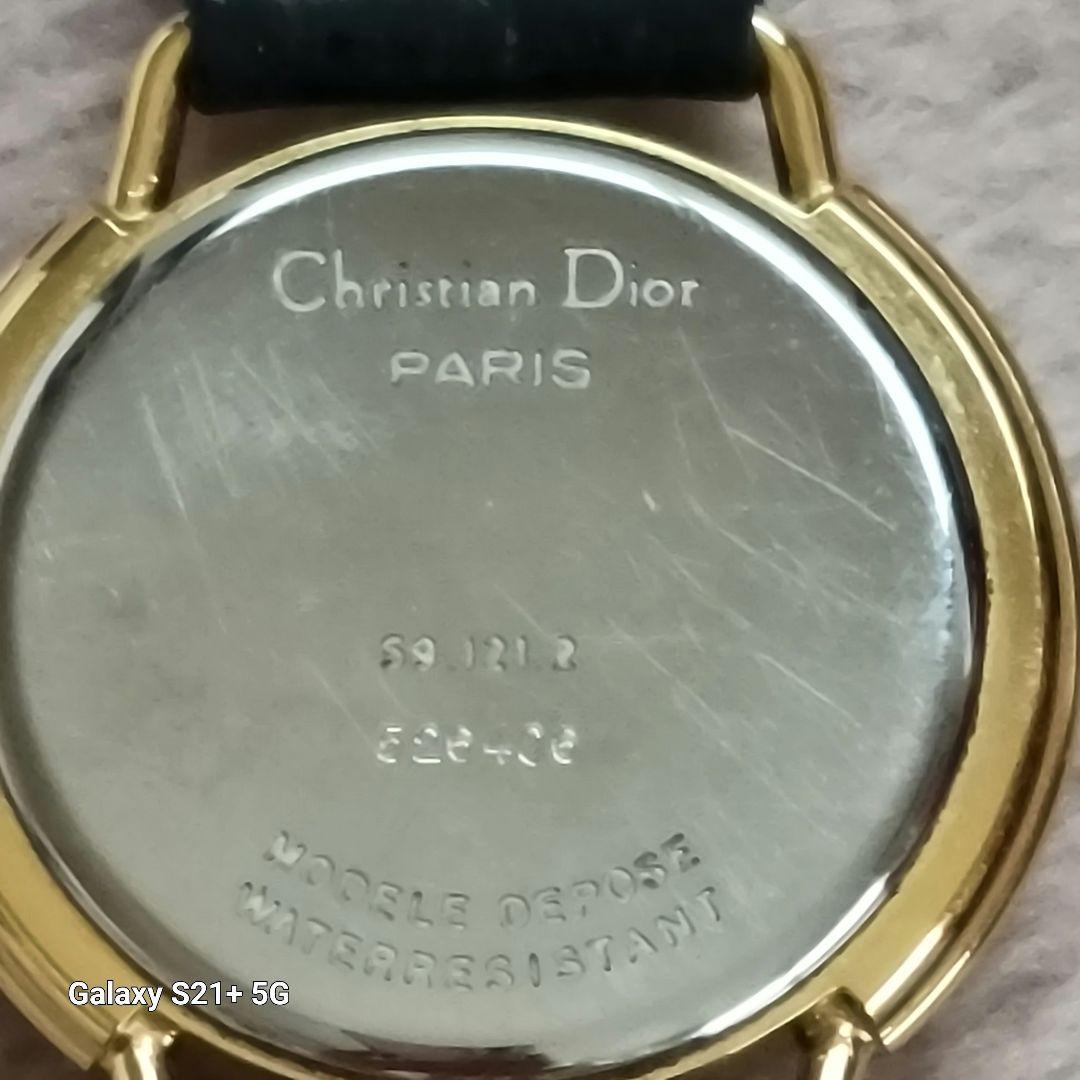 Christian Dior
PARIS
59.121.2
MODELE DEPOSE
WATERRESISTANT
Galaxy S21+ 5G